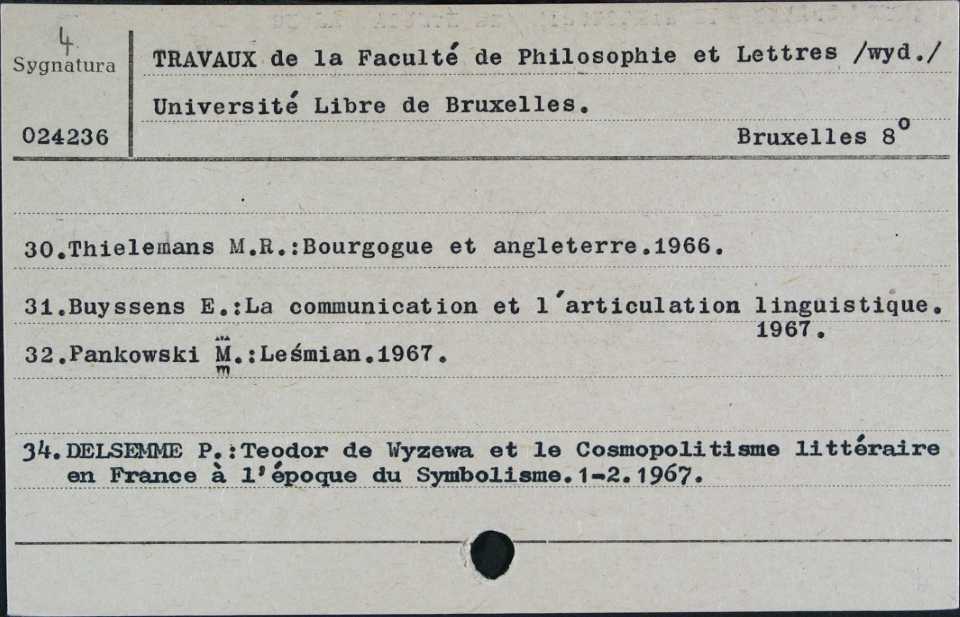 4
Sygnatura
024236
TRAVAUX de la Faculté de Philosophie et Lettres /wyd./
Université Libre de Bruxelles.
Bruxelles 8°
30.Thielemans M.R.:Bourgogue et angleterre.1966.
31.Buyssens E.:La communication et l'articulation linguistique.
1967.
32.Pankowski M.:Leśmian.1967.
34.DELSEMME P.:Teodor de Wyzewa et le Cosmopolitisme littéraire
en France à l'époque du Symbolisme.1-2.1967.